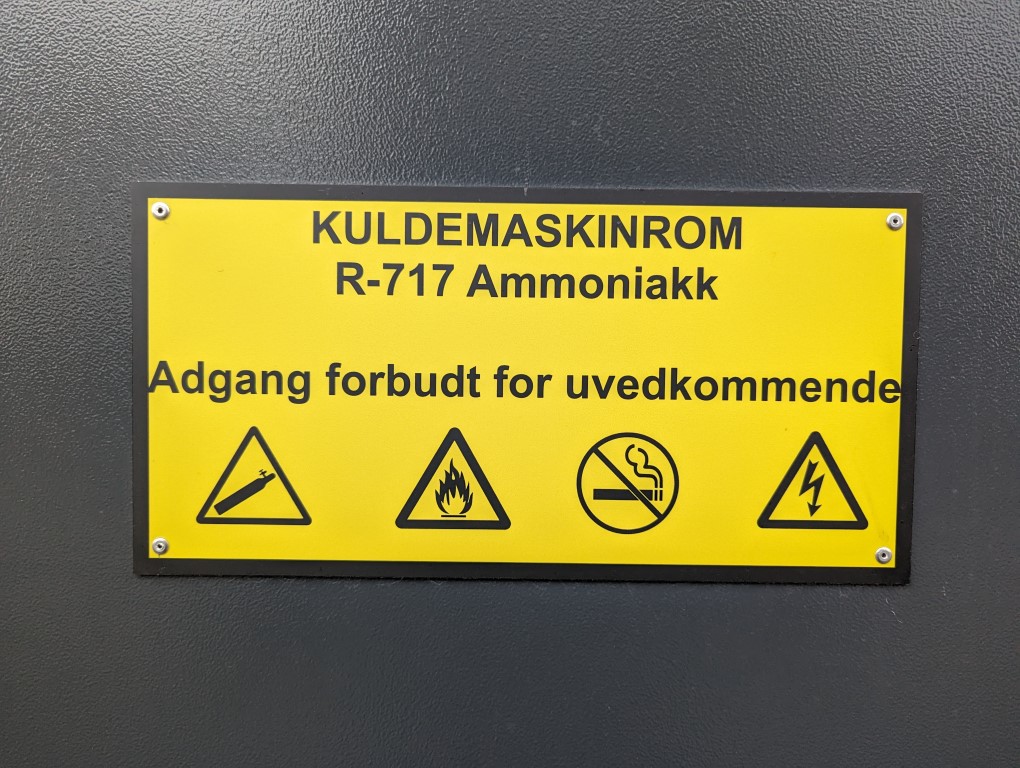 KULDEMASKINROM
R-717 Ammoniakk
Adgang forbudt for uvedkommende